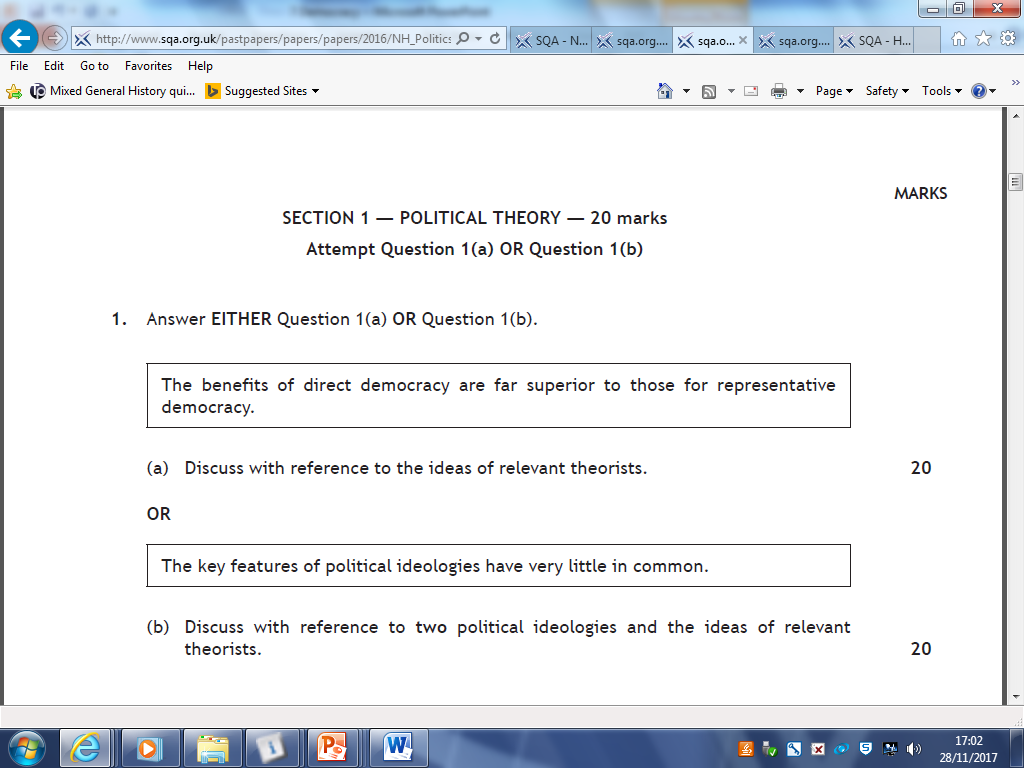 http://www.sqa.org.uk/pastpapers/papers/papers/2016/NH_Politics
SQA - N...
sqa.org....
sqa.o...
sqa.org....
SQA - H...
File Edit Go to Favorites Help
Mixed General History qui... Suggested Sites
Page Safety Tools
MARKS
SECTION 1 — POLITICAL THEORY — 20 marks
Attempt Question 1(a) OR Question 1(b)
1. Answer EITHER Question 1(a) OR Question 1(b).
The benefits of direct democracy are far superior to those for representative
democracy.
(a) Discuss with reference to the ideas of relevant theorists. 20
OR
The key features of political ideologies have very little in common.
(b) Discuss with reference to two political ideologies and the ideas of relevant
theorists. 20
17:02
28/11/2017